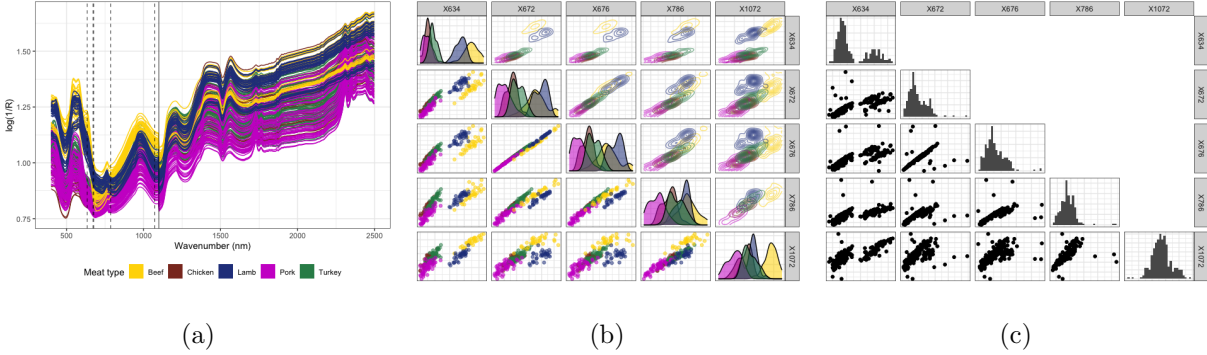 X634 X672 X676 X786 X1072
X634
X672
X676
X786
X1072
X634 X672 X676 X786 X1072
X634
X672
X676
X786
X1072
1.50
1.25
1.00
0.75
log(1/R)
500 1000 1500 2000 2500
Wavenumber (nm)
Meat type Beef Chicken Lamb Pork Turkey
(a) (b) (c)